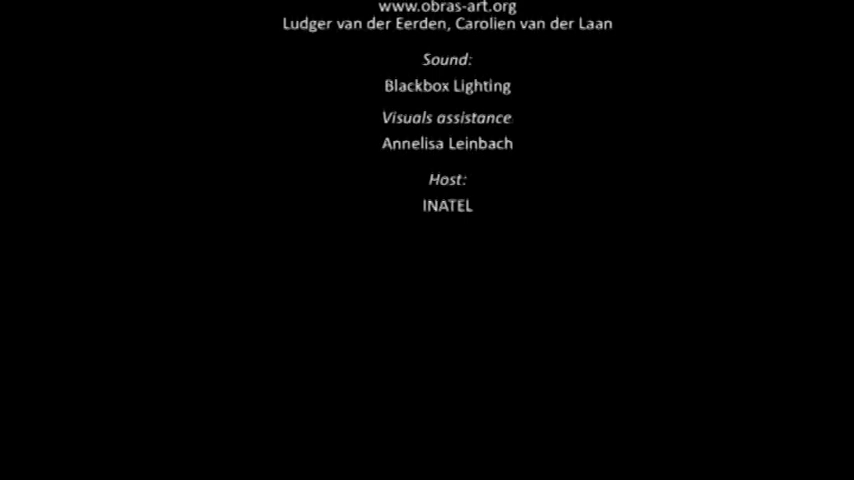 www.obras-art.org
Ludger van der Eerden, Carolien van der Laan
Sound:
Blackbox Lighting
Visuals assistance
Annelisa Leinbach
Host:
INATEL